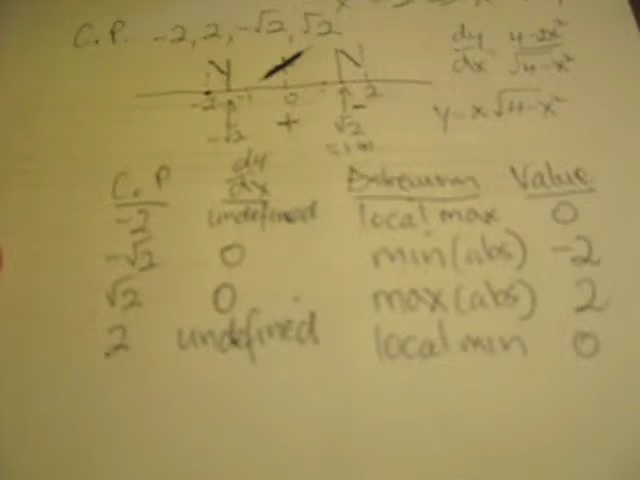 C.P. -2, 2, -√2, √2
dy/dx 4-2x²/√4-x²
-2 -1 0 2
-√2 + √2 -
y=x√4-x²
C.P dy/dx Extremum Value
-2 undefined local max 0
-√2 0 min(abs) -2
√2 0 max(abs) 2
2 undefined local min 0